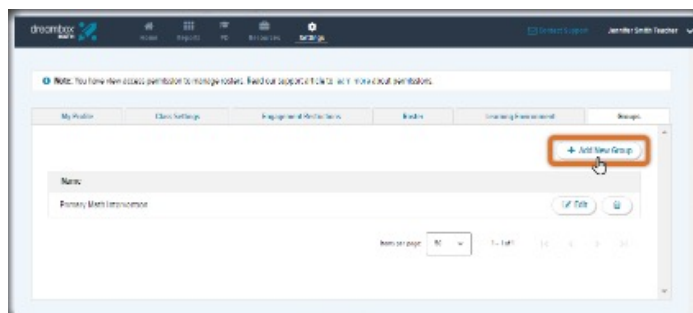 dreambox
MATH
Home Reports PD Resources Settings
Contact Support Jennifer Smith Teacher
Note: You have view access permission to manage rosters. Read our support article to learn more about permissions.
My Profile Class Settings Engagement Restrictions Roster Learning Environment Groups
+ Add New Group
Name
Primary Math Intervention Edit
Items per page: 50 1 – 1 of 1